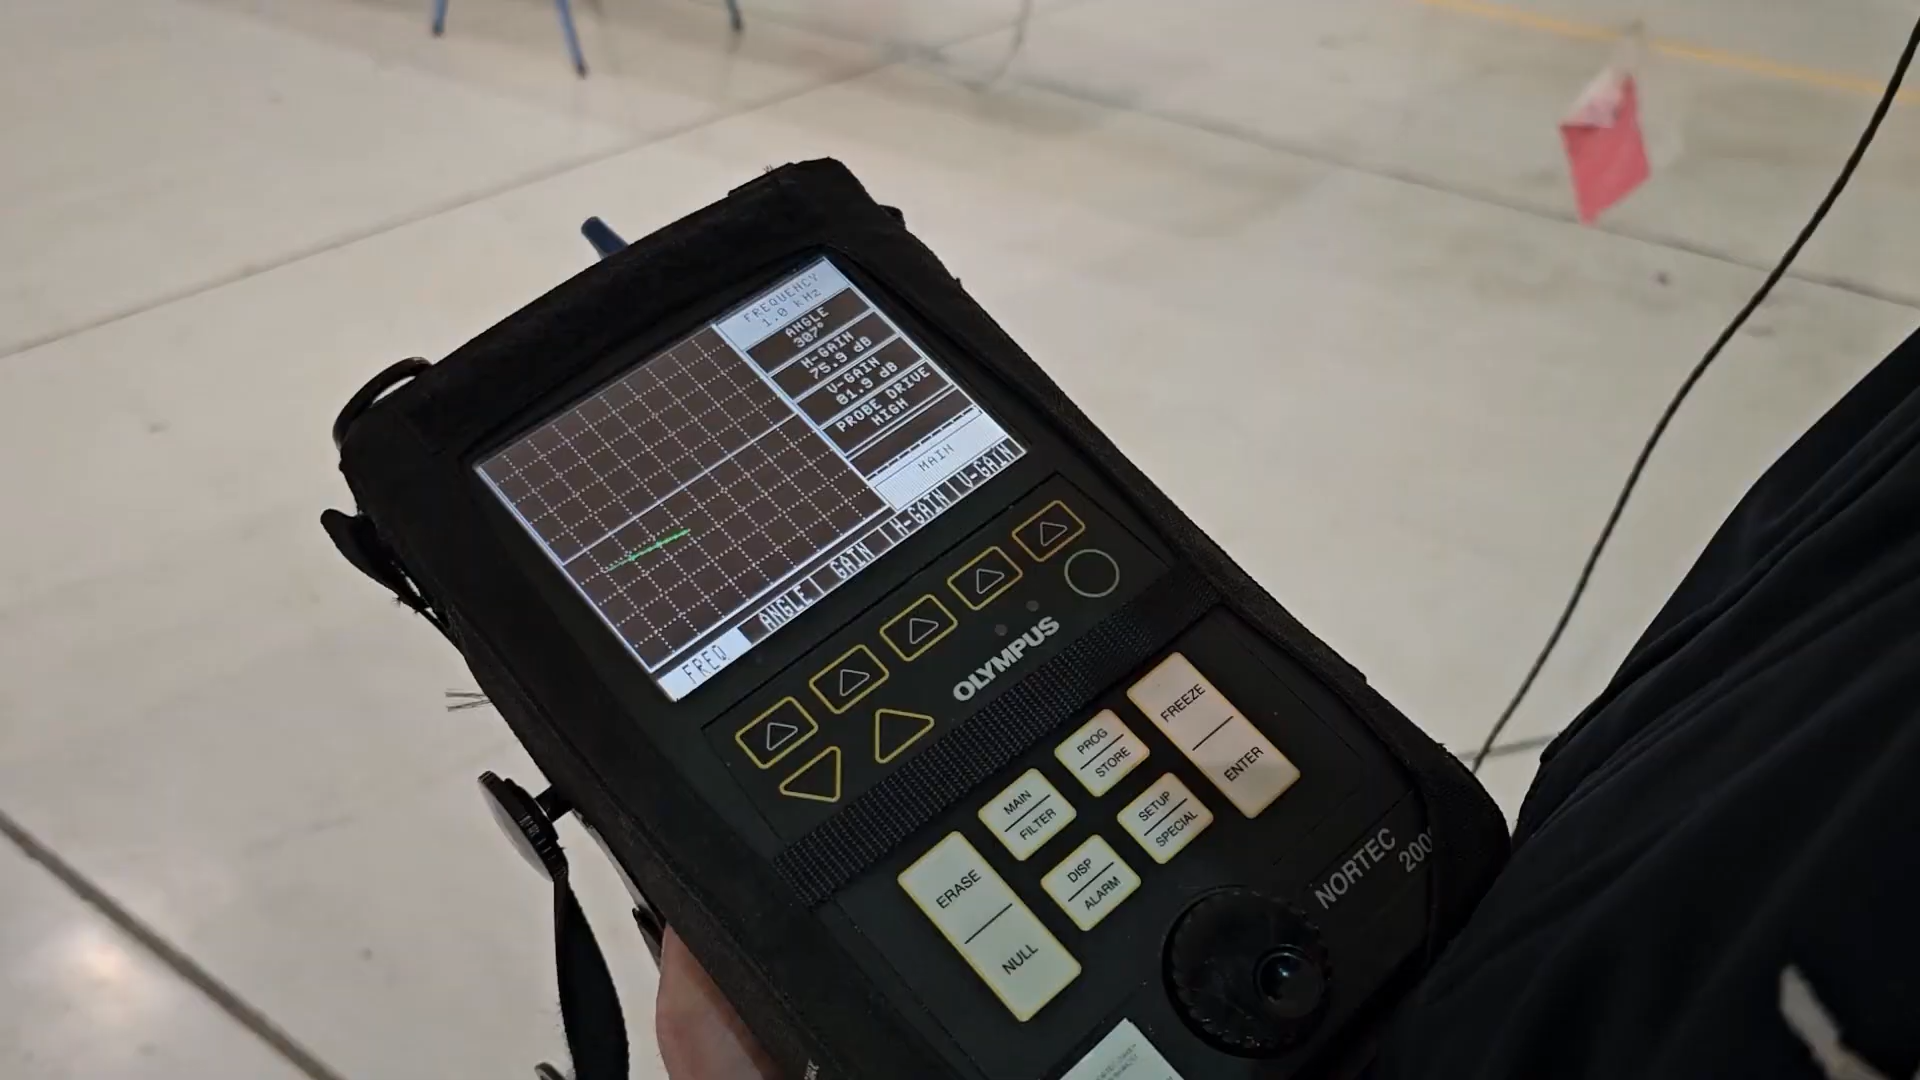 FREQUENCY
1.0 kHz
ANGLE
307°
H-GAIN
75.9 dB
V-GAIN
81.9 dB
PROBE DRIVE
HIGH
MAIN
FREQ ANGLE| GAIN |H-GAIN|V-GAIN
OLYMPUS
FREEZE
ENTER
PROG
STORE
MAIN
FILTER
SETUP
SPECIAL
ERASE
NULL
DISP
ALARM
NORTEC